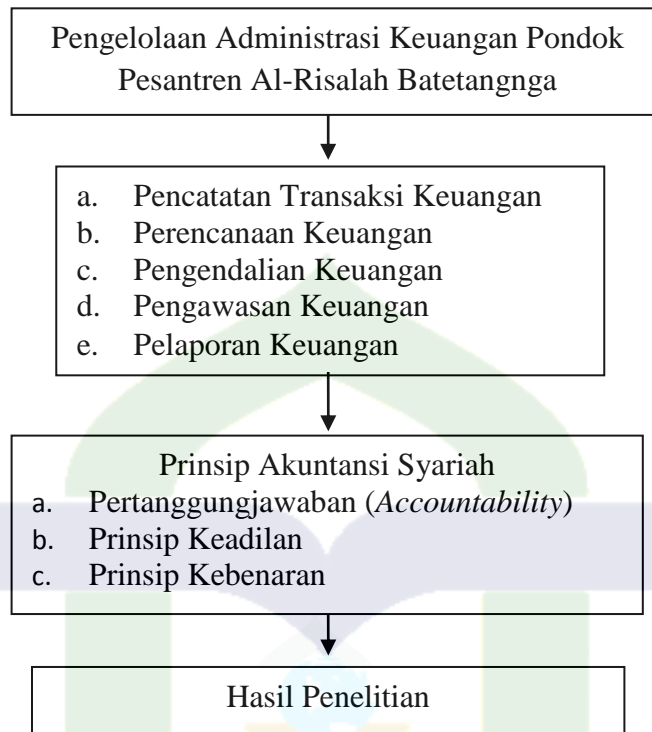 Pengelolaan Administrasi Keuangan Pondok
Pesantren Al-Risalah Batetangnga
a. Pencatatan Transaksi Keuangan
b. Perencanaan Keuangan
c. Pengendalian Keuangan
d. Pengawasan Keuangan
e. Pelaporan Keuangan
Prinsip Akuntansi Syariah
a. Pertanggungjawaban (Accountability)
b. Prinsip Keadilan
c. Prinsip Kebenaran
Hasil Penelitian